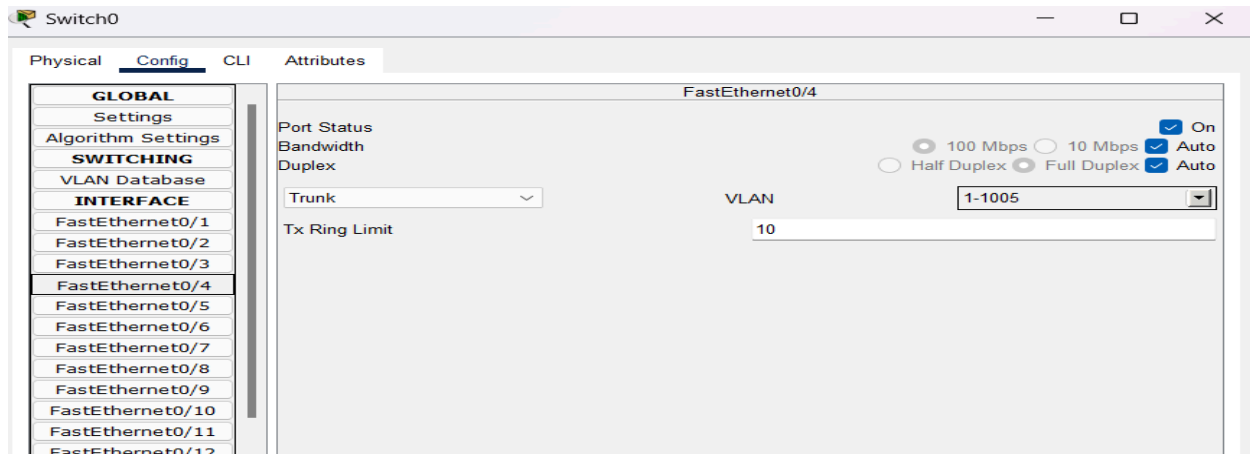 Switch0
Physical Config CLI Attributes
GLOBAL
Settings
Algorithm Settings
SWITCHING
VLAN Database
INTERFACE
FastEthernet0/1
FastEthernet0/2
FastEthernet0/3
FastEthernet0/4
FastEthernet0/5
FastEthernet0/6
FastEthernet0/7
FastEthernet0/8
FastEthernet0/9
FastEthernet0/10
FastEthernet0/11
FastEthernet0/12
FastEthernet0/4
Port Status On
Bandwidth 100 Mbps 10 Mbps Auto
Duplex Half Duplex Full Duplex Auto
Trunk VLAN 1-1005
Tx Ring Limit 10